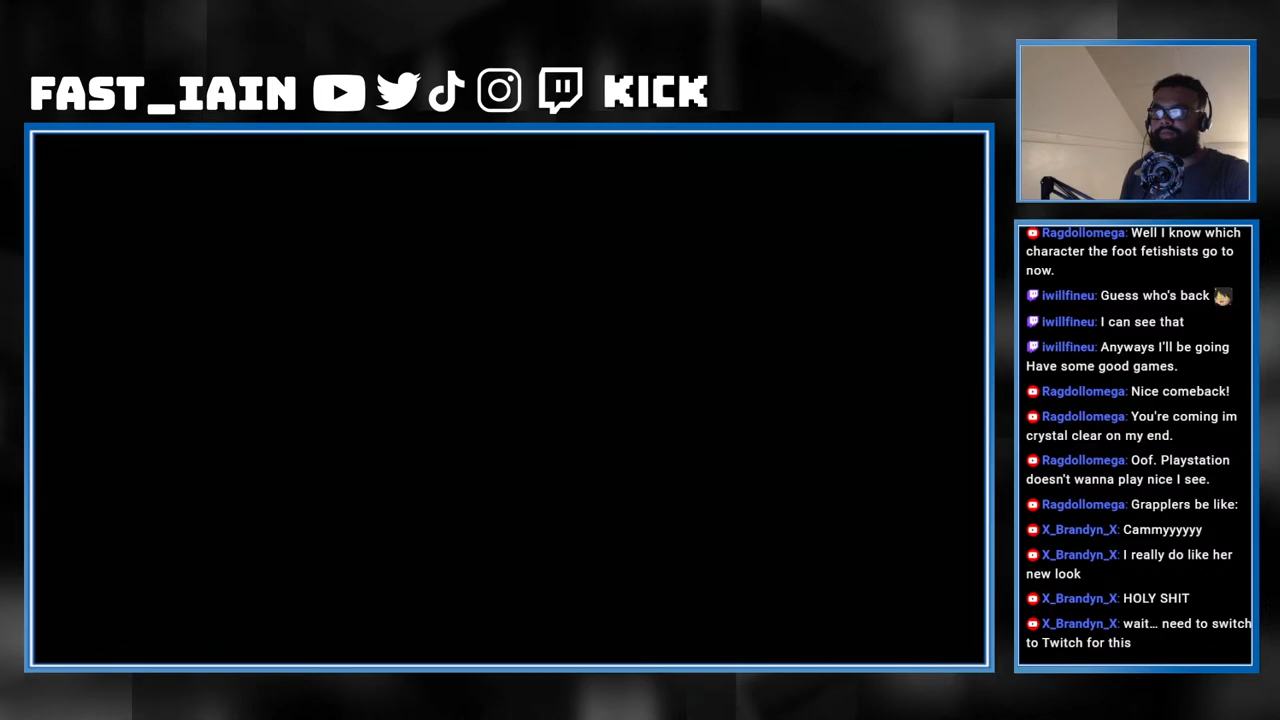 FAST_IAIN KICK
Ragdollomega: Well I know which
character the foot fetishists go to
now.
iwillfineu: Guess who's back
iwillfineu: I can see that
iwillfineu: Anyways I'll be going
Have some good games.
Ragdollomega: Nice comeback!
Ragdollomega: You're coming im
crystal clear on my end.
Ragdollomega: Oof. Playstation
doesn't wanna play nice I see.
Ragdollomega: Grapplers be like:
X_Brandyn_X: Cammyyyyyy
X_Brandyn_X: I really do like her
new look
X_Brandyn_X: HOLY SHIT
X_Brandyn_X: wait… need to switch
to Twitch for this